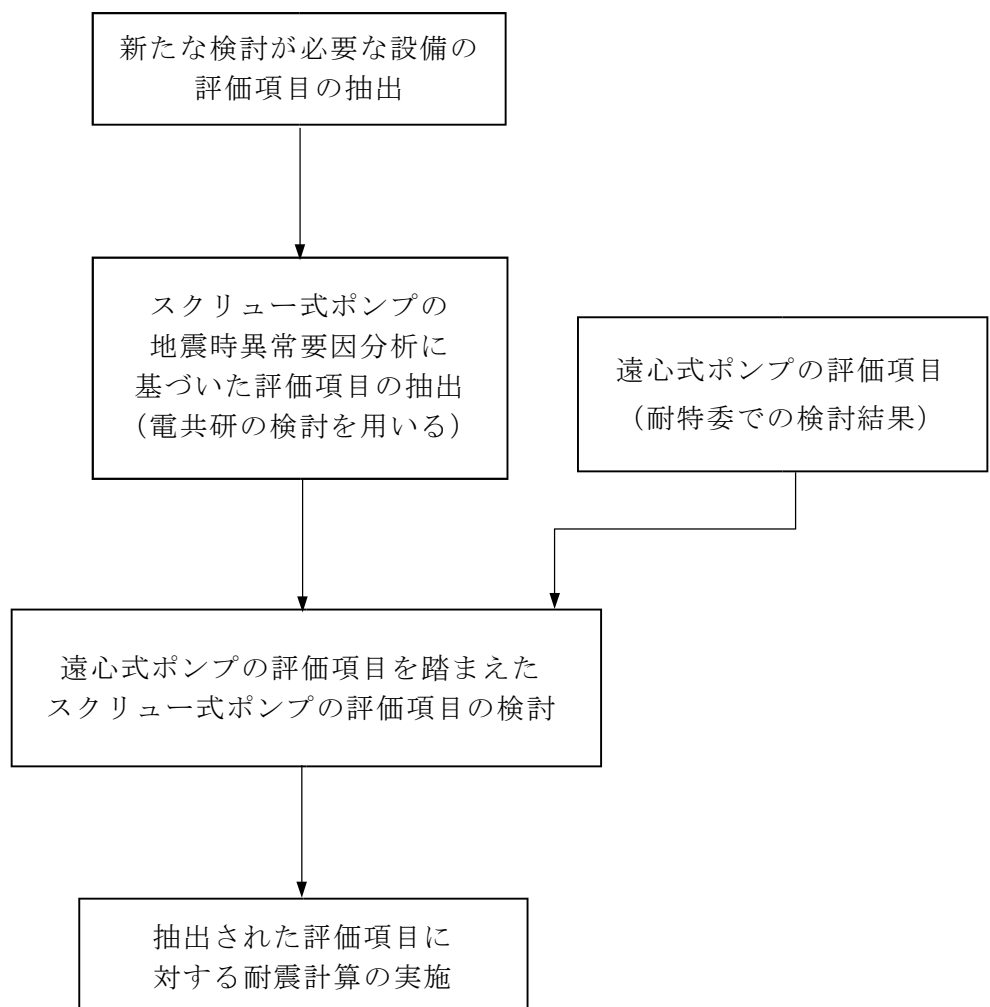 新たな検討が必要な設備の
評価項目の抽出
スクリュー式ポンプの
地震時異常要因分析に
基づいた評価項目の抽出
(電共研の検討を用いる)
遠心式ポンプの評価項目
(耐特委での検討結果)
遠心式ポンプの評価項目を踏まえた
スクリュー式ポンプの評価項目の検討
抽出された評価項目に
対する耐震計算の実施